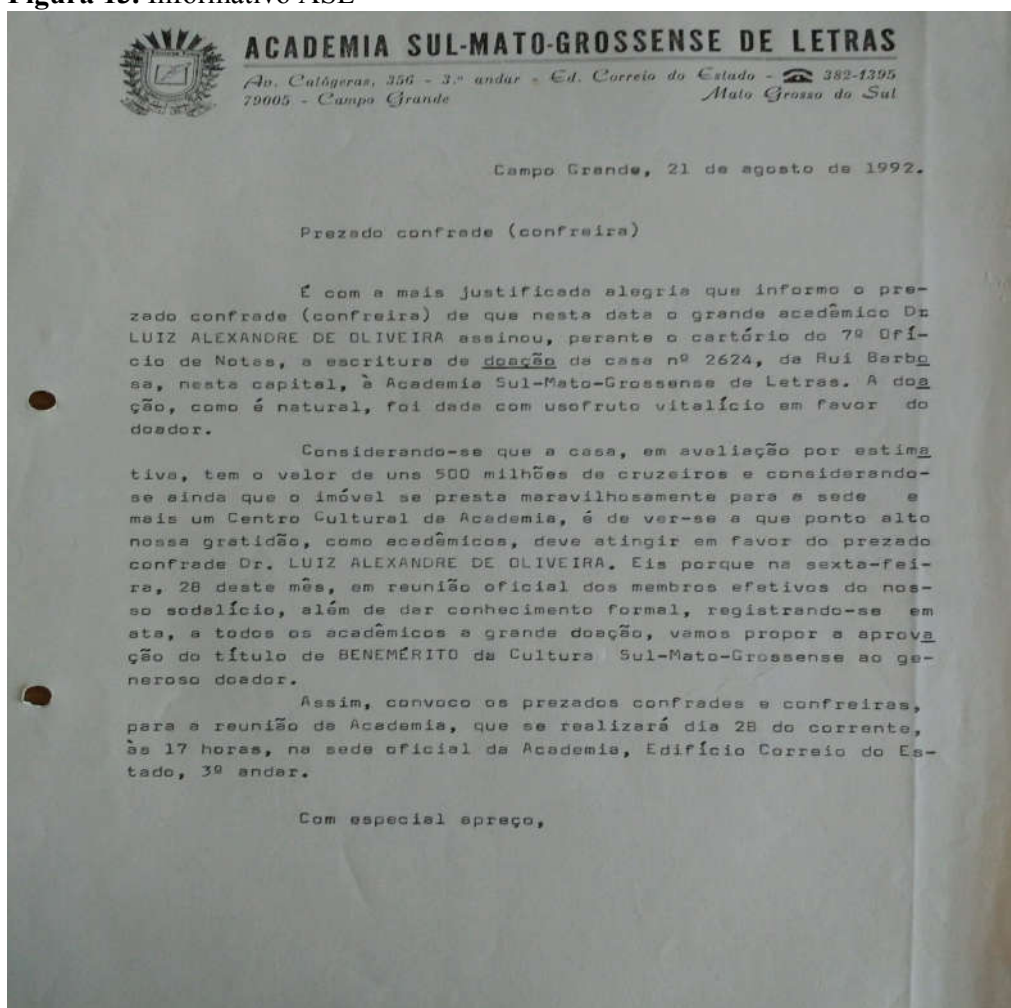 Figura 15: Informativo ASL
ACADEMIA SUL-MATO-GROSSENSE DE LETRAS
Av. Calógeras, 356 - 3.º andar - Ed. Correio do Estado - ☎ 382-1395
79005 - Campo Grande Mato Grosso do Sul
Campo Grande, 21 de agosto de 1992.
Prezado confrade (confreira)
É com a mais justificada alegria que informo o pre-
zado confrade (confreira) de que nesta data o grande acadêmico Dr
LUIZ ALEXANDRE DE OLIVEIRA assinou, perante o cartório do 7º Ofí-
cio de Notas, a escritura de doação da casa nº 2624, da Rui Barbo
sa, nesta capital, à Academia Sul-Mato-Grossense de Letras. A doa
ção, como é natural, foi dada com usofruto vitalício em favor do
doador.
Considerando-se que a casa, em avaliação por estima
tiva, tem o valor de uns 500 milhões de cruzeiros e considerando-
se ainda que o imóvel se presta maravilhosamente para a sede e
mais um Centro Cultural da Academia, é de ver-se a que ponto alto
nossa gratidão, como acadêmicos, deve atingir em favor do prezado
confrade Dr. LUIZ ALEXANDRE DE OLIVEIRA. Eis porque na sexta-fei-
ra, 28 deste mês, em reunião oficial dos membros efetivos do nos-
so sodalício, além de dar conhecimento formal, registrando-se em
ata, a todos os acadêmicos a grande doação, vamos propor a aprova
ção do título de BENEMÉRITO da Cultura Sul-Mato-Grossense ao ge-
neroso doador.
Assim, convoco os prezados confrades e confreiras,
para a reunião da Academia, que se realizará dia 28 do corrente,
às 17 horas, na sede oficial da Academia, Edifício Correio do Es-
tado, 3º andar.
Com especial apreço,